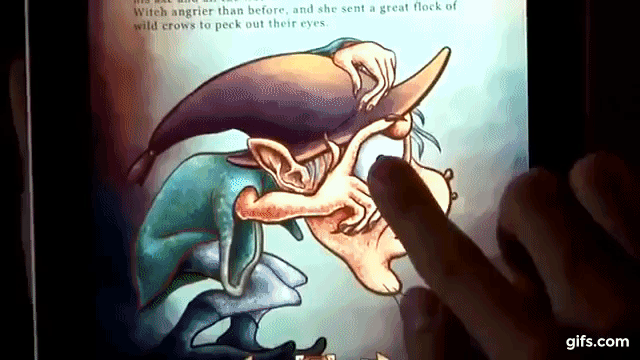 Witch angrier than before, and she sent a great flock of
wild crows to peck out their eyes.
gifs.com